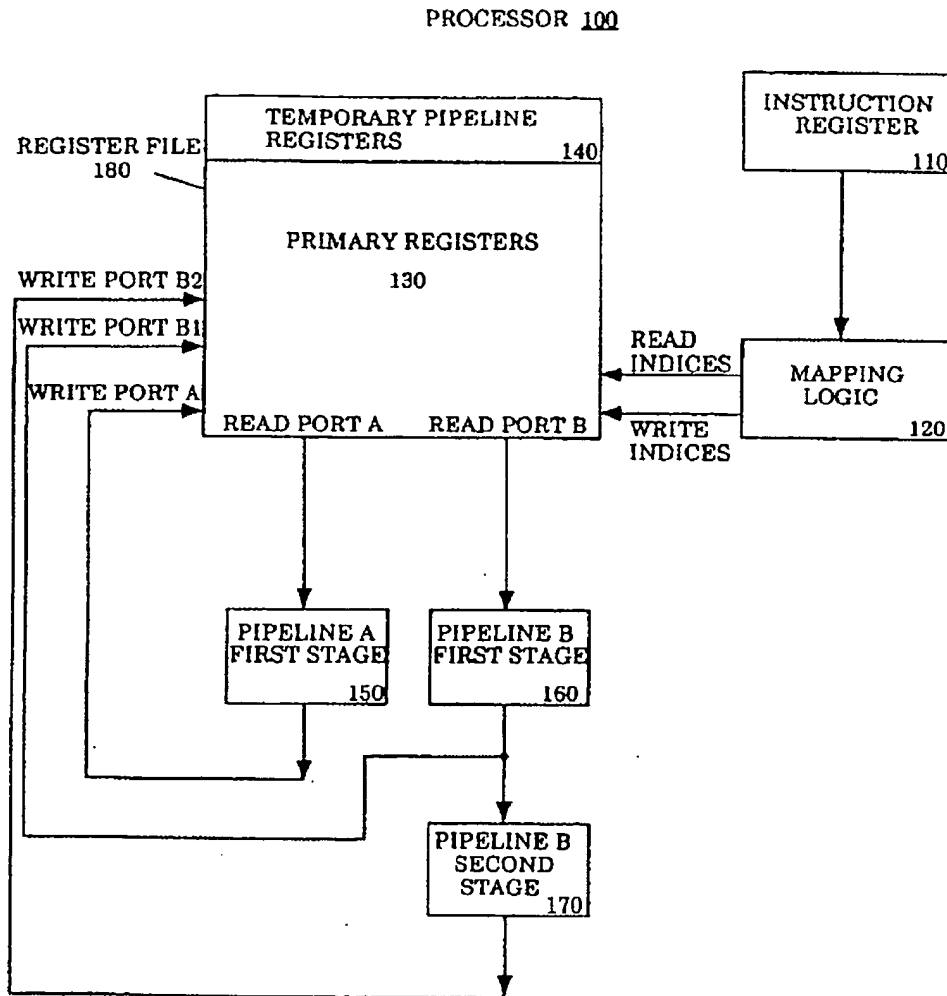 PROCESSOR 100
TEMPORARY PIPELINE
REGISTERS
140
INSTRUCTION
REGISTER
110
REGISTER FILE
180
PRIMARY REGISTERS
130
WRITE PORT B2
WRITE PORT B1
WRITE PORT A
READ PORT A
READ PORT B
READ
INDICES
WRITE
INDICES
MAPPING
LOGIC
120
PIPELINE A
FIRST STAGE
150
PIPELINE B
FIRST STAGE
160
PIPELINE B
SECOND
STAGE
170